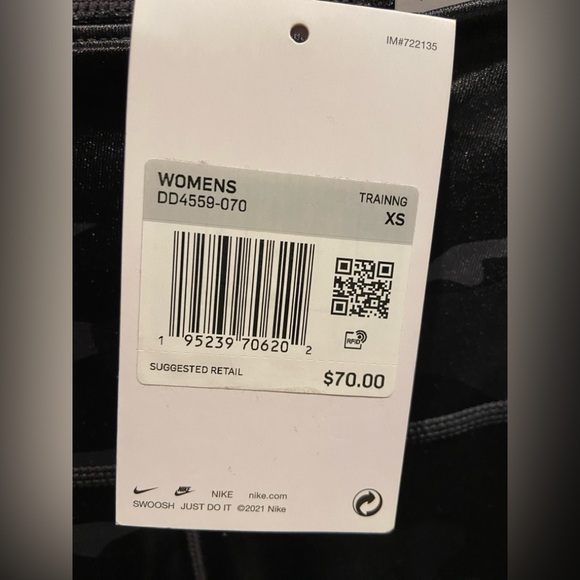 IM#722135
WOMENS
DD4559-070
TRAINNG
XS
1 95239 70620 2
RFID
SUGGESTED RETAIL
$70.00
NIKE nike.com
SWOOSH JUST DO IT ©2021 Nike